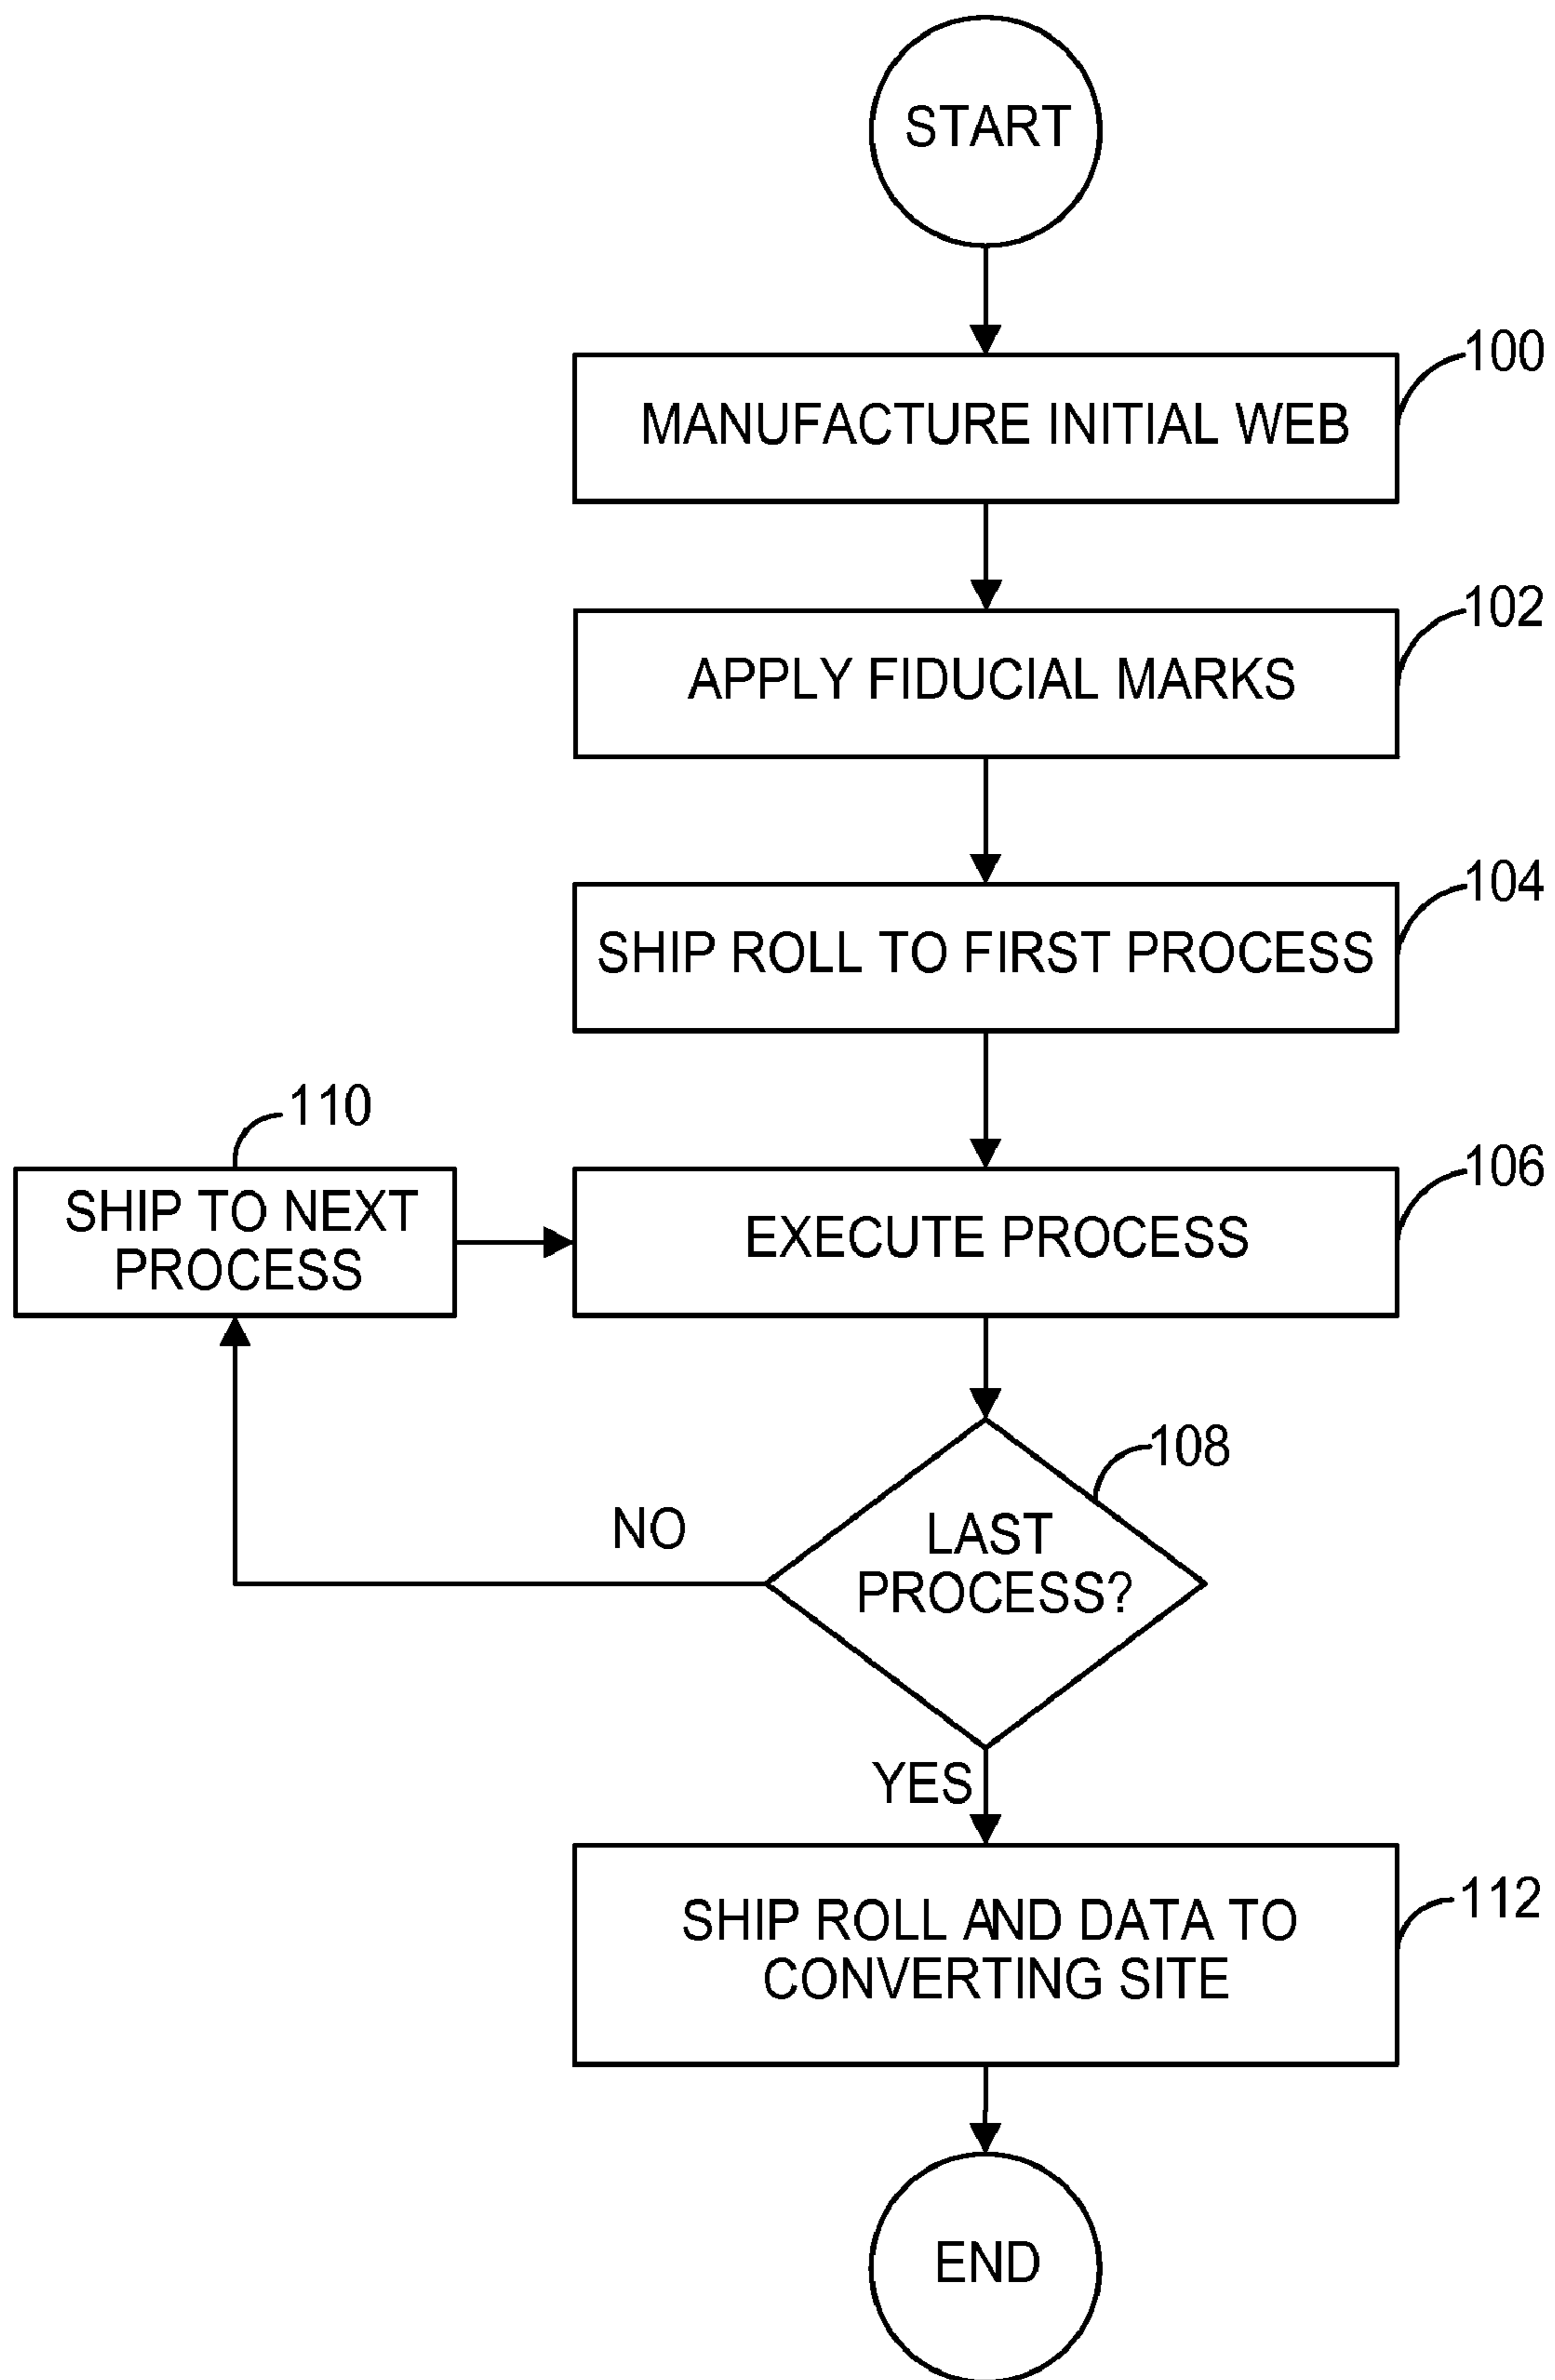 START
100
MANUFACTURE INITIAL WEB
102
APPLY FIDUCIAL MARKS
104
SHIP ROLL TO FIRST PROCESS
110
106
SHIP TO NEXT
PROCESS
EXECUTE PROCESS
108
NO
LAST
PROCESS?
YES
112
SHIP ROLL AND DATA TO
CONVERTING SITE
END